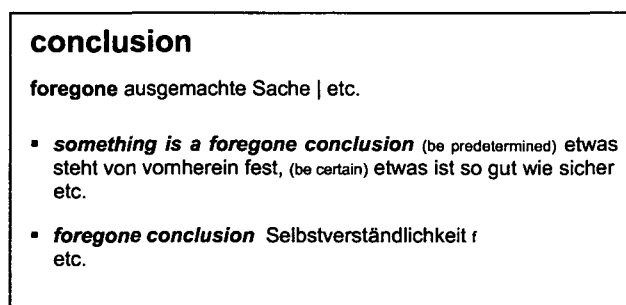 conclusion
foregone ausgemachte Sache | etc.
▪ something is a foregone conclusion (be predetermined) etwas
steht von vornherein fest, (be certain) etwas ist so gut wie sicher
etc.
▪ foregone conclusion Selbstverständlichkeit f
etc.